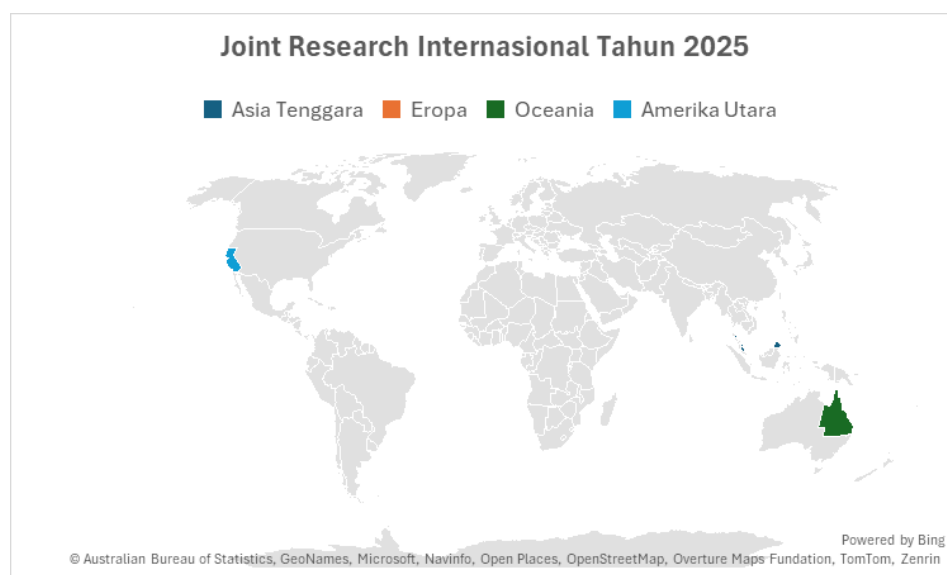 Joint Research Internasional Tahun 2025
Asia Tenggara Eropa Oceania Amerika Utara
Powered by Bing
© Australian Bureau of Statistics, GeoNames, Microsoft, Navinfo, Open Places, OpenStreetMap, Overture Maps Fundation, TomTom, Zenrin